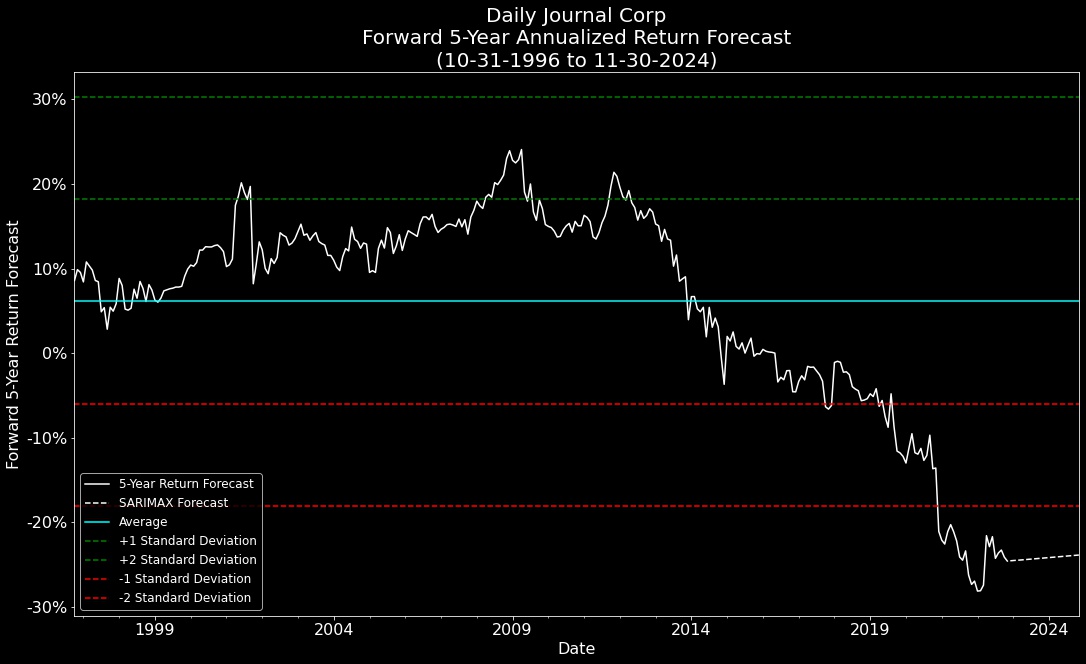 Daily Journal Corp
Forward 5-Year Annualized Return Forecast
(10-31-1996 to 11-30-2024)
Forward 5-Year Return Forecast
30%
20%
10%
0%
-10%
-20%
-30%
5-Year Return Forecast
SARIMAX Forecast
Average
+1 Standard Deviation
+2 Standard Deviation
-1 Standard Deviation
-2 Standard Deviation
1999
2004
2009
2014
2019
2024
Date